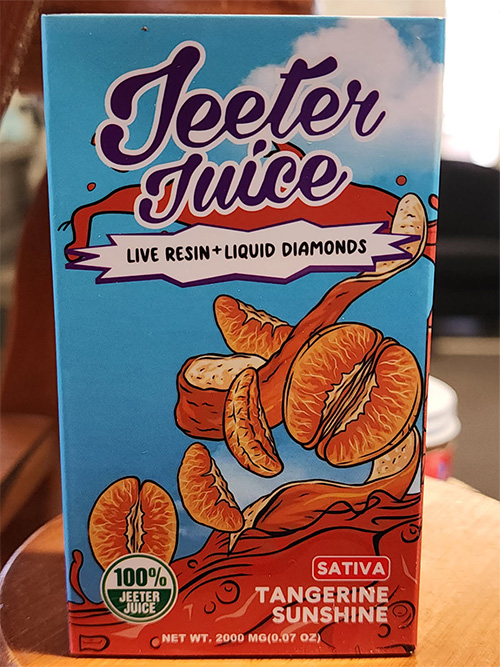 Jeeter
Juice
LIVE RESIN+LIQUID DIAMONDS
100%
JEETER
JUICE
SATIVA
TANGERINE
SUNSHINE
NET WT. 2000 MG(0.07 OZ)